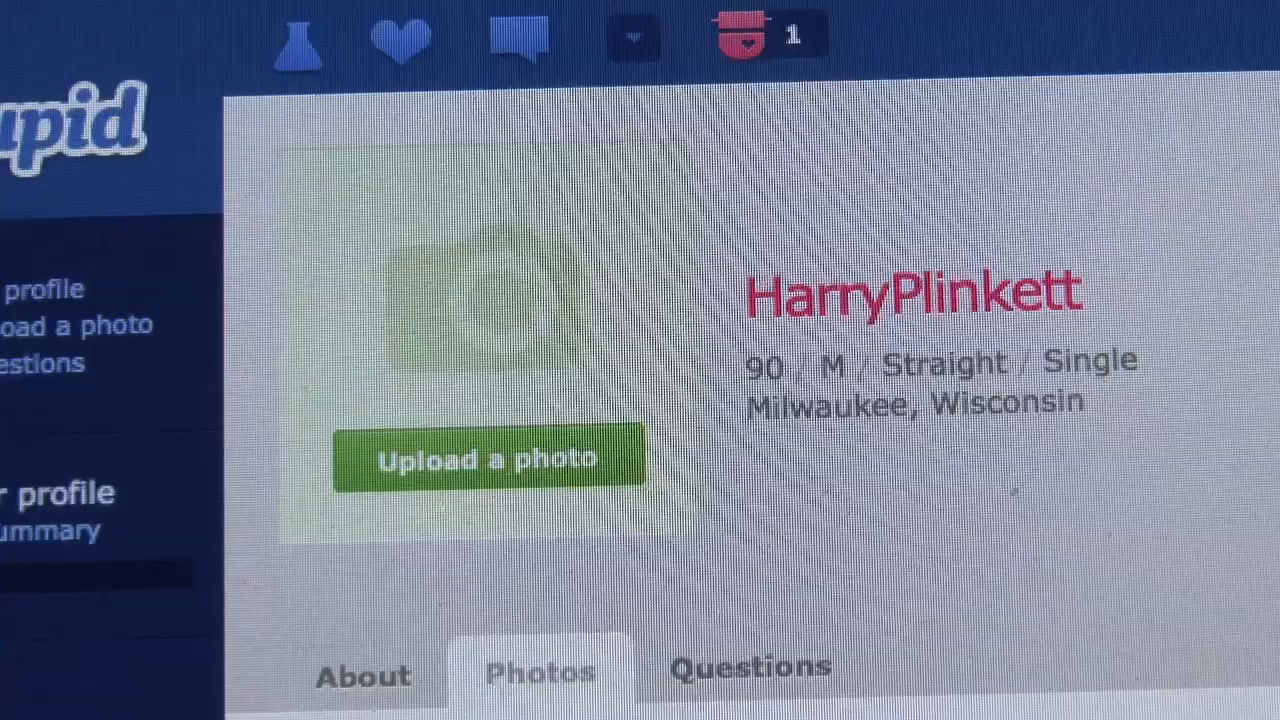 1
upid
profile
oad a photo
estions
r profile
ummary
HarryPlinkett
90 / M / Straight / Single
Milwaukee, Wisconsin
Upload a photo
About Photos Questions